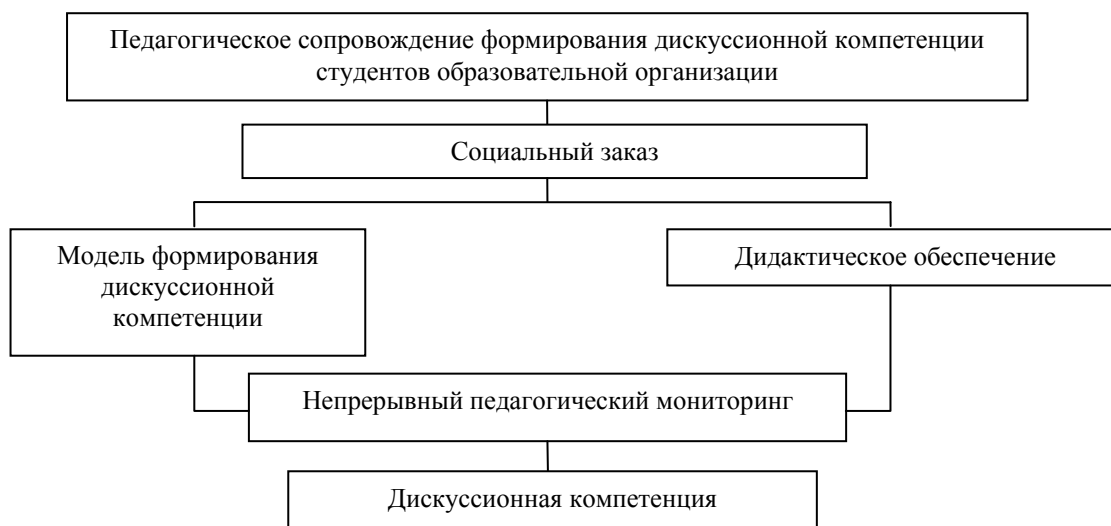 Педагогическое сопровождение формирования дискуссионной компетенции
студентов образовательной организации
Социальный заказ
Модель формирования
дискуссионной
компетенции
Дидактическое обеспечение
Непрерывный педагогический мониторинг
Дискуссионная компетенция